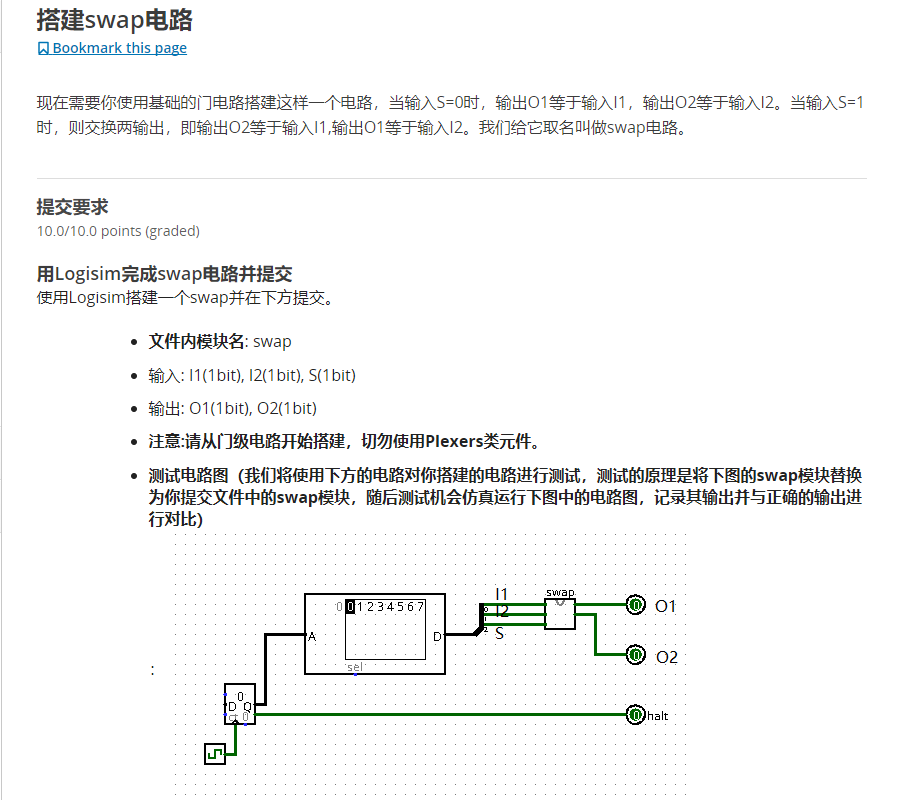 搭建swap电路
Bookmark this page
现在需要你使用基础的门电路搭建这样一个电路，当输入S=0时，输出O1等于输入I1，输出O2等于输入I2。当输入S=1
时，则交换两输出，即输出O2等于输入I1,输出O1等于输入I2。我们给它取名叫做swap电路。
提交要求
10.0/10.0 points (graded)
用Logisim完成swap电路并提交
使用Logisim搭建一个swap并在下方提交。
文件内模块名: swap
输入: I1(1bit), I2(1bit), S(1bit)
输出: O1(1bit), O2(1bit)
注意:请从门级电路开始搭建，切勿使用Plexers类元件。
测试电路图（我们将使用下方的电路对你搭建的电路进行测试，测试的原理是将下图的swap模块替换
为你提交文件中的swap模块，随后测试机会仿真运行下图中的电路图，记录其输出并与正确的输出进
行对比)
I1
swap
0 0 1 2 3 4 5 6 7
I2
0
O1
A
D
2
S
0
O2
sel
:
0
D Q
ct 0
0
halt